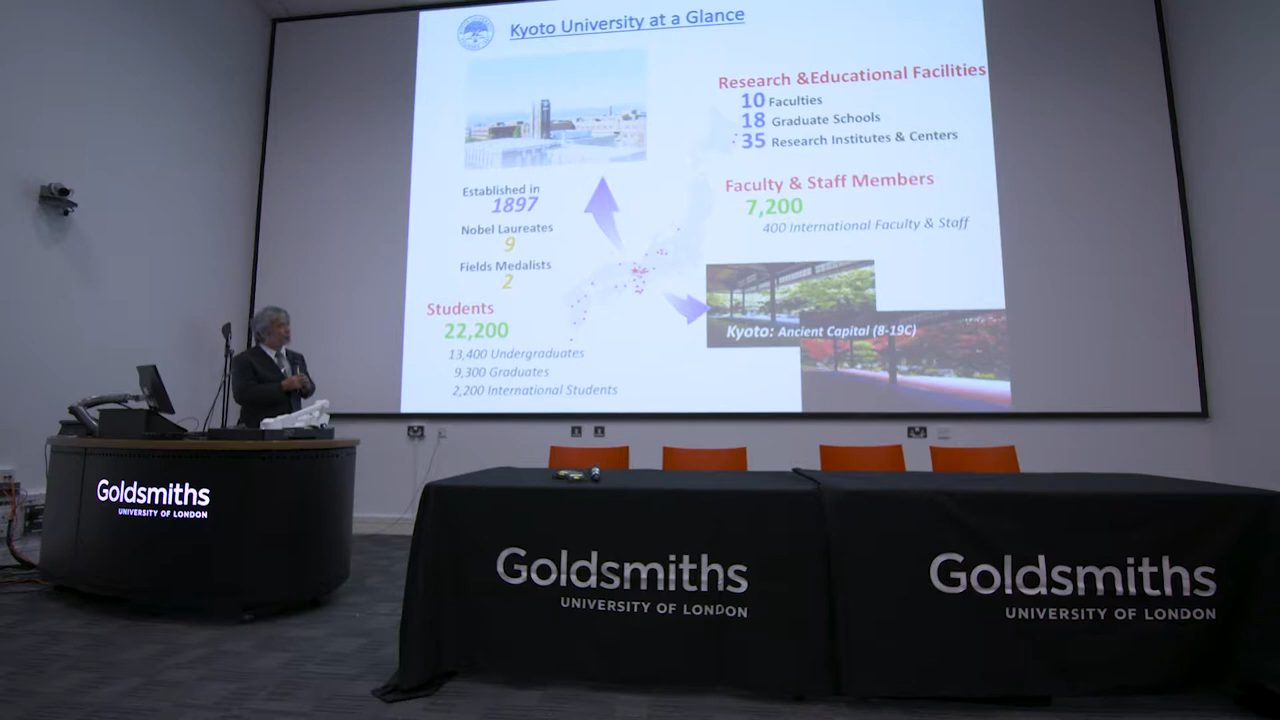 Kyoto University at a Glance
Research &Educational Facilities
10 Faculties
18 Graduate Schools
35 Research Institutes & Centers
Established in
1897
Nobel Laureates
9
Fields Medalists
2
Faculty & Staff Members
7,200
400 International Faculty & Staff
Students
22,200
13,400 Undergraduates
9,300 Graduates
2,200 International Students
Kyoto: Ancient Capital (8-19C)
Goldsmiths
UNIVERSITY OF LONDON
Goldsmiths
UNIVERSITY OF LONDON
Goldsmiths
UNIVERSITY OF LONDON